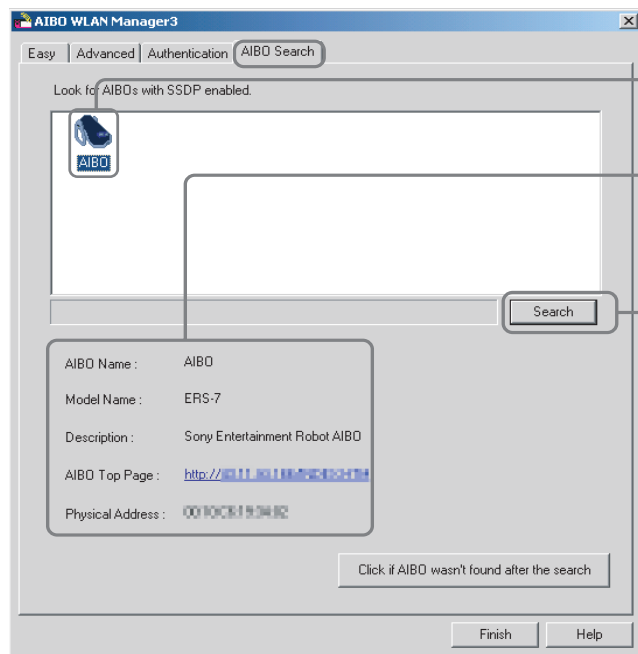 AIBO WLAN Manager3
Easy Advanced Authentication AIBO Search
Look for AIBOs with SSDP enabled.
AIBO
Search
AIBO Name : AIBO
Model Name : ERS-7
Description : Sony Entertainment Robot AIBO
AIBO Top Page : http://
Physical Address :
Click if AIBO wasn't found after the search
Finish Help